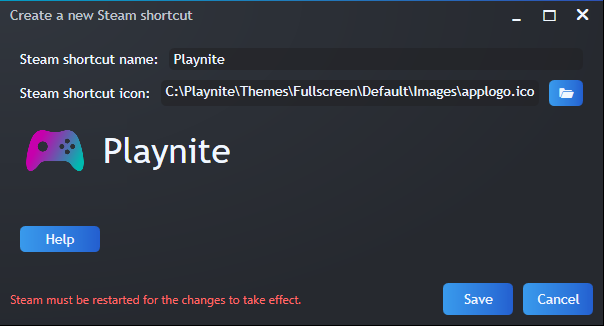 Create a new Steam shortcut
Steam shortcut name: Playnite
Steam shortcut icon: C:\Playnite\Themes\Fullscreen\Default\Images\applogo.ico
Playnite
Help
Steam must be restarted for the changes to take effect.
Save Cancel